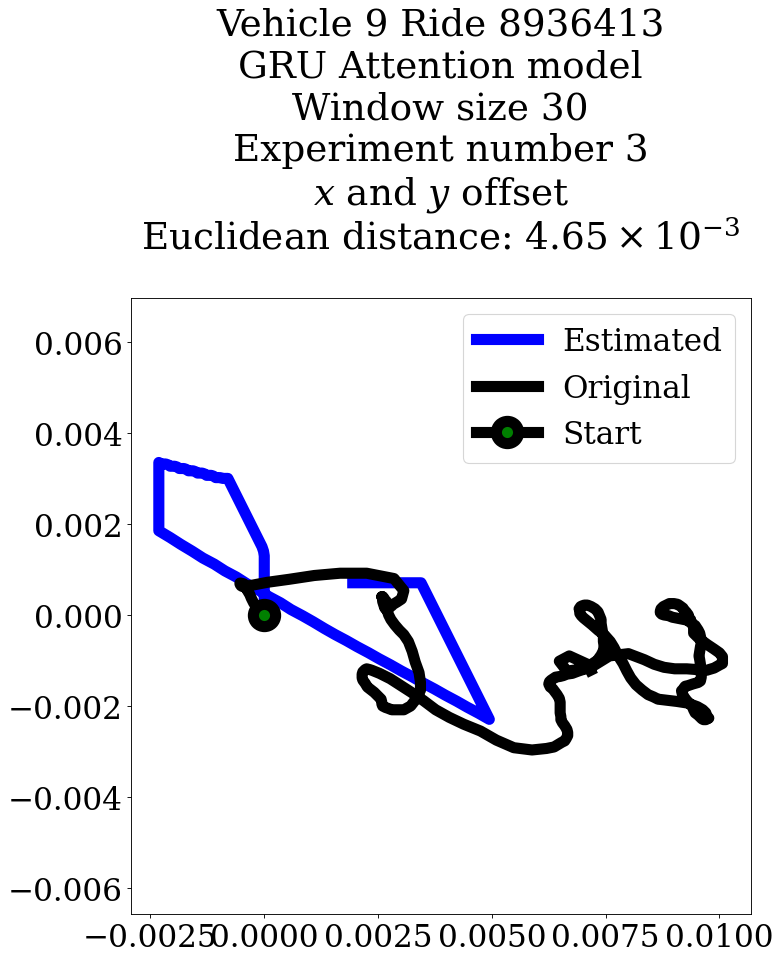 Vehicle 9 Ride 8936413
GRU Attention model
Window size 30
Experiment number 3
x and y offset
Euclidean distance: 4.65 × 10⁻³
Estimated
Original
Start
0.006
0.004
0.002
0.000
−0.002
−0.004
−0.006
−0.0025 0.0000 0.0025 0.0050 0.0075 0.0100